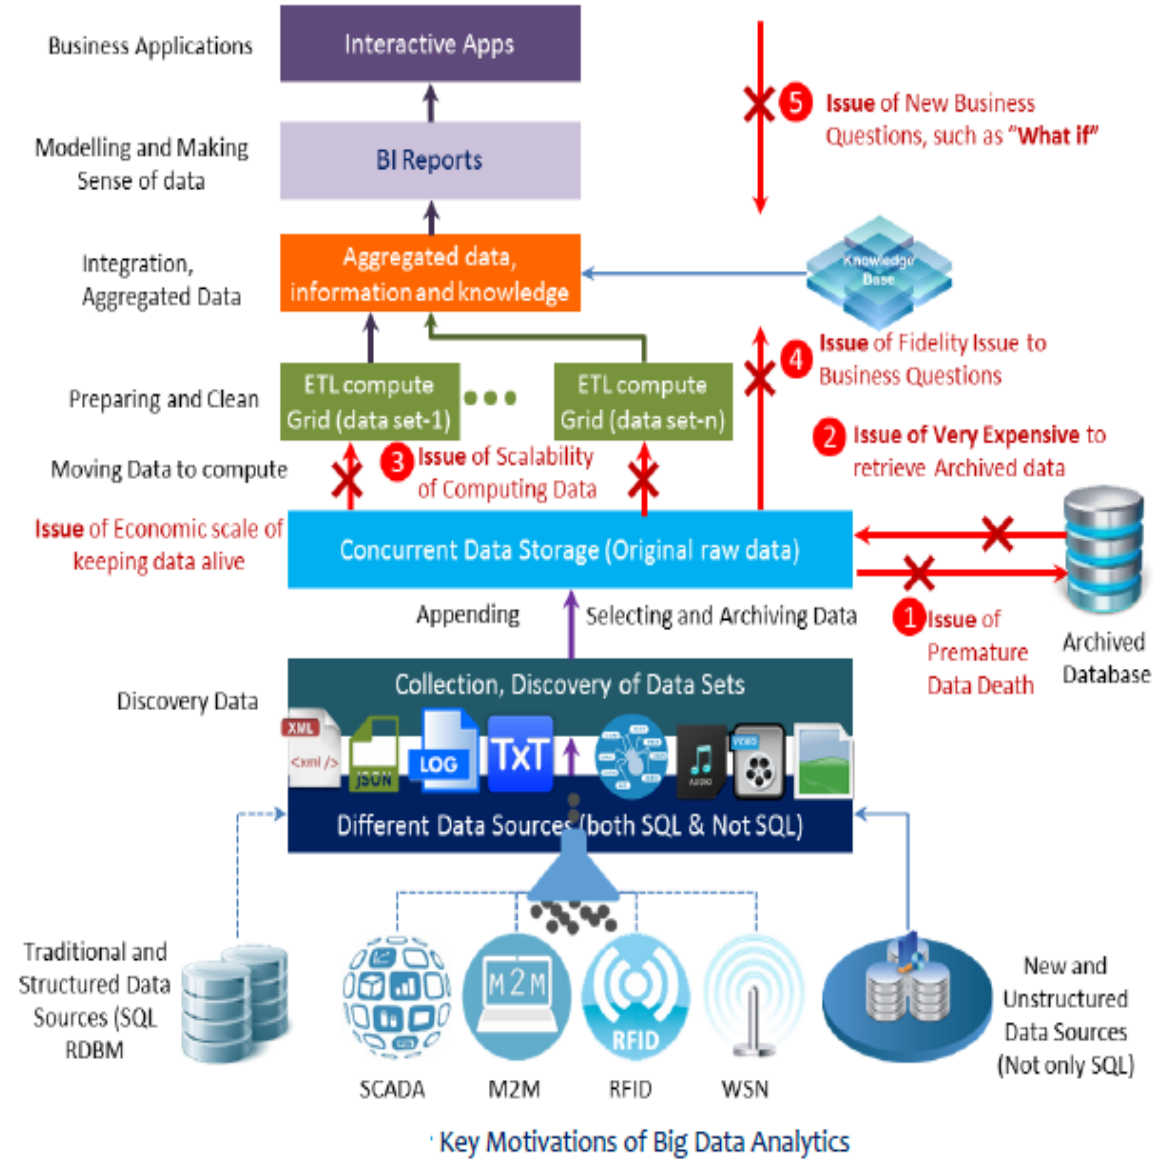 Business Applications
Interactive Apps
5
Issue of New Business
Questions, such as "What if"
Modelling and Making
Sense of data
BI Reports
Integration,
Aggregated Data
Aggregated data,
information and knowledge
Knowledge
Base
4
Issue of Fidelity Issue to
Business Questions
Preparing and Clean
ETL compute
Grid (data set-1)
ETL compute
Grid (data set-n)
2
Issue of Very Expensive to
retrieve Archived data
Moving Data to compute
3
Issue of Scalability
of Computing Data
Issue of Economic scale of
keeping data alive
Concurrent Data Storage (Original raw data)
Appending
Selecting and Archiving Data
1
Issue of
Premature
Data Death
Archived
Database
Discovery Data
Collection, Discovery of Data Sets
XML
<xml />
JSON
LOG
TxT
AUDIO
VIDEO
Different Data Sources (both SQL & Not SQL)
Traditional and
Structured Data
Sources (SQL
RDBM
M2M
RFID
New and
Unstructured
Data Sources
(Not only SQL)
SCADA
M2M
RFID
WSN
Key Motivations of Big Data Analytics